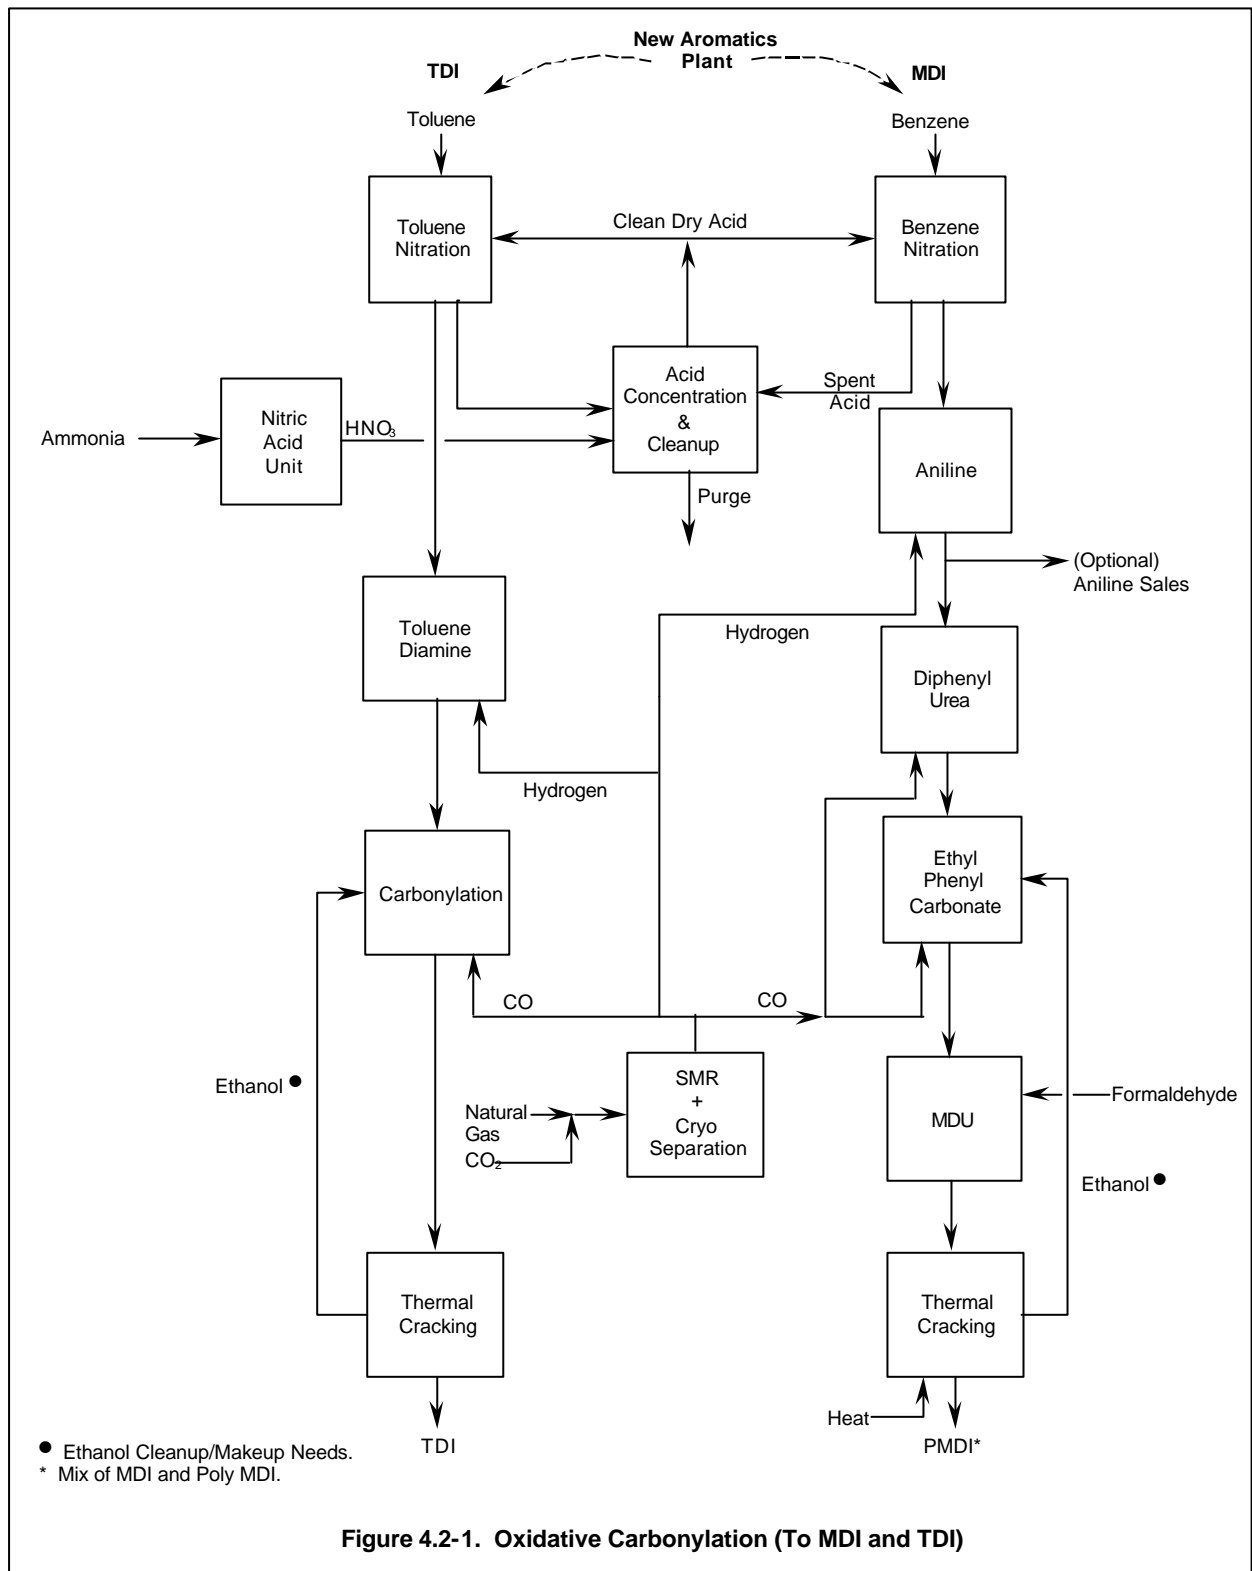 New Aromatics
Plant
TDI
MDI
Toluene
Benzene
Toluene
Nitration
Clean Dry Acid
Benzene
Nitration
Acid
Concentration
&
Cleanup
Spent
Acid
Ammonia
Nitric
Acid
Unit
HNO₃
Purge
Aniline
(Optional)
Aniline Sales
Toluene
Diamine
Hydrogen
Diphenyl
Urea
Hydrogen
Carbonylation
Ethyl
Phenyl
Carbonate
CO
CO
Ethanol ●
Natural
Gas
CO₂
SMR
+
Cryo
Separation
MDU
Formaldehyde
Ethanol ●
Thermal
Cracking
Thermal
Cracking
Heat
TDI
PMDI*
● Ethanol Cleanup/Makeup Needs.
* Mix of MDI and Poly MDI.
Figure 4.2-1. Oxidative Carbonylation (To MDI and TDI)